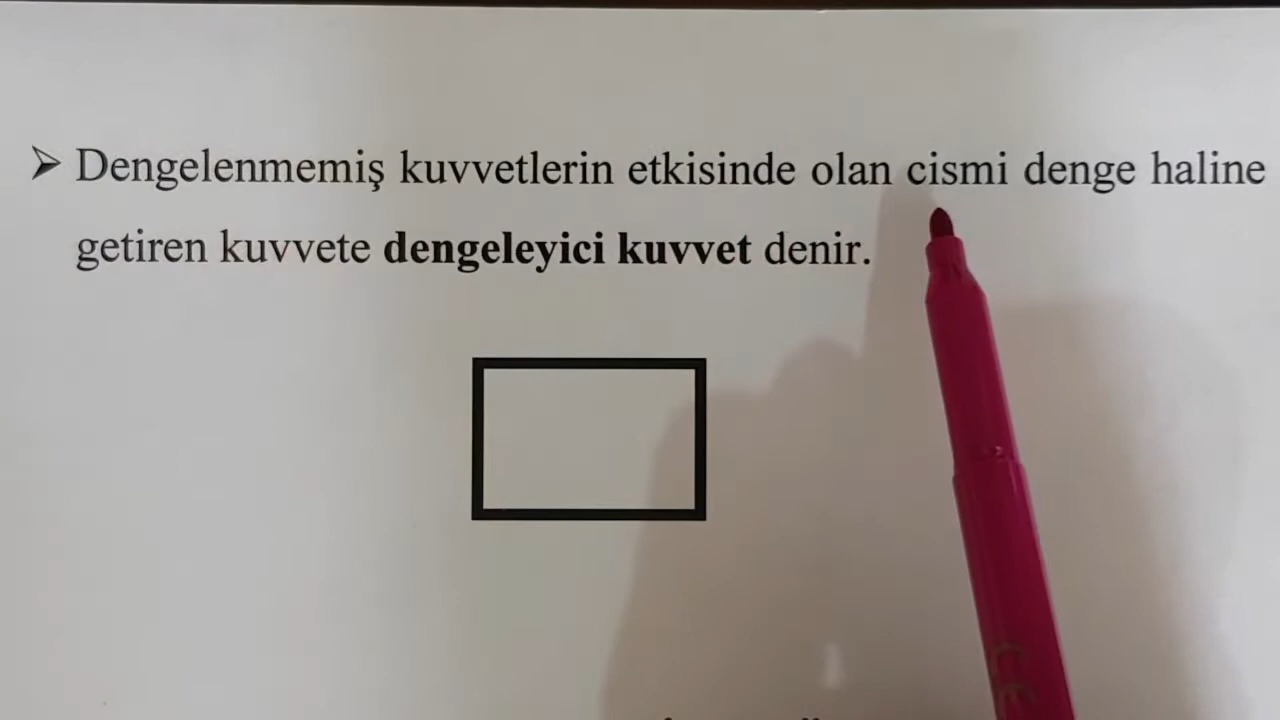 ➢ Dengelenmemiş kuvvetlerin etkisinde olan cismi denge haline
getiren kuvvete dengeleyici kuvvet denir.